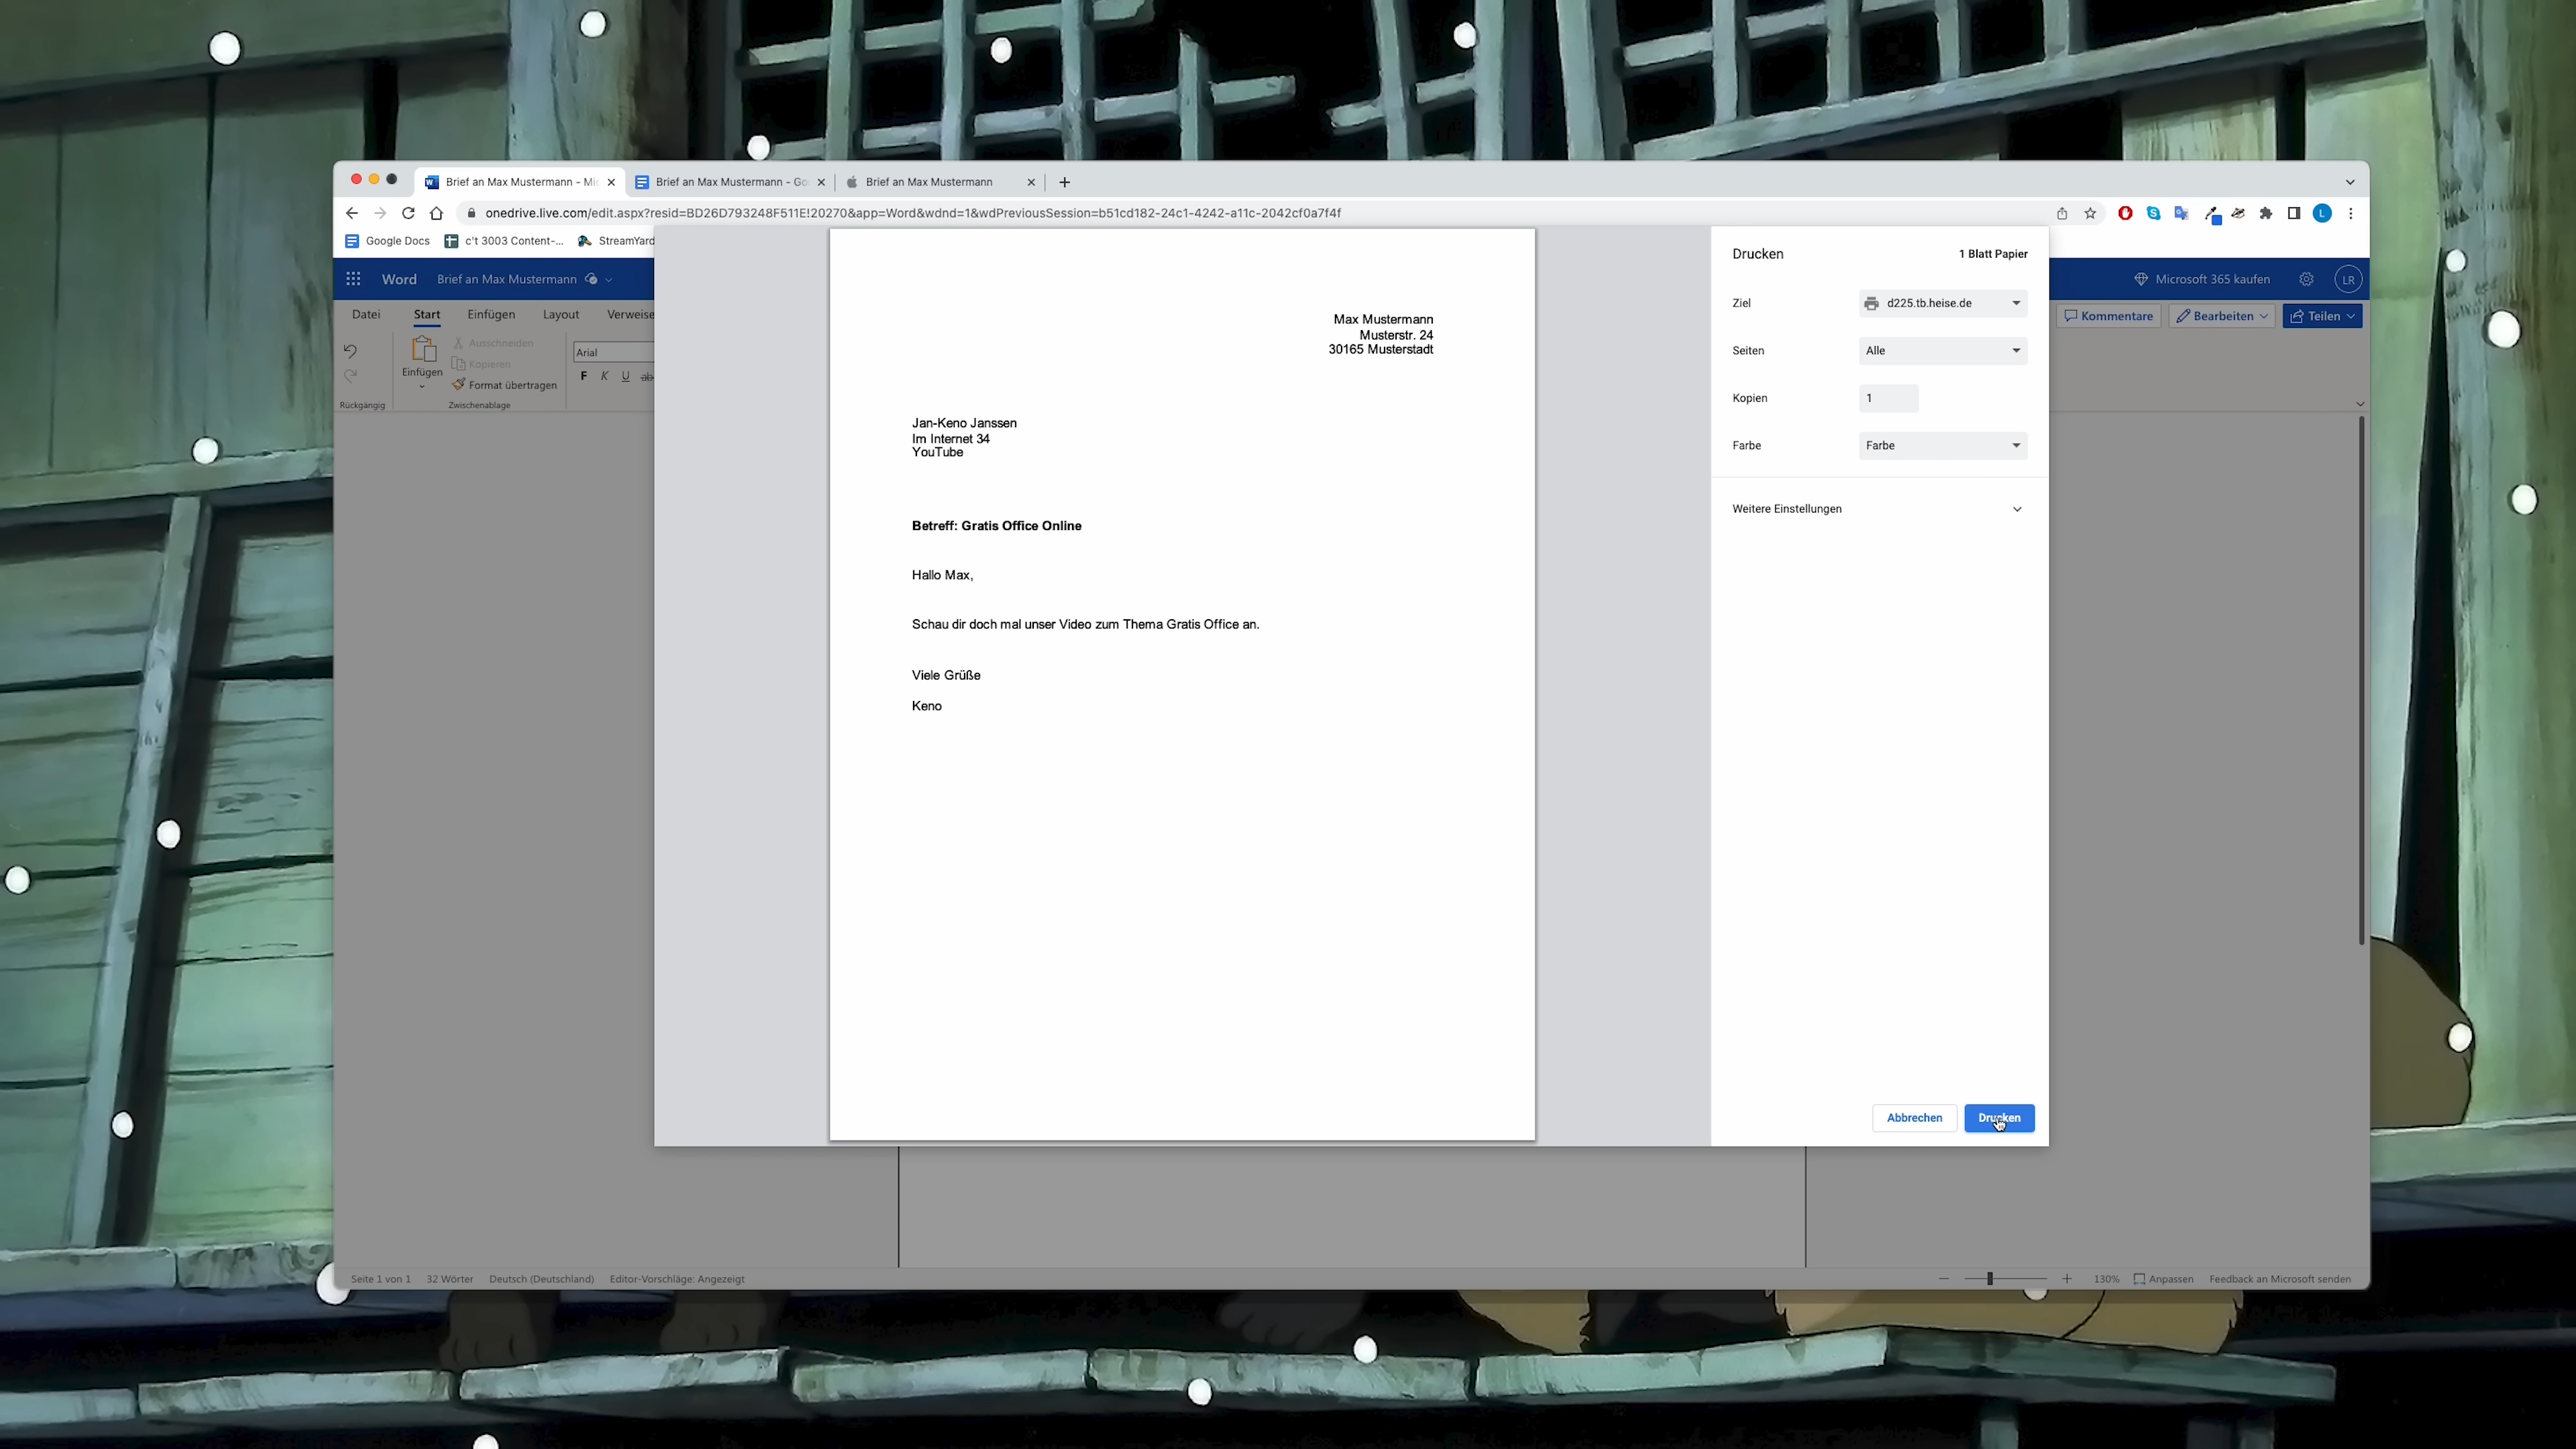 Brief an Max Mustermann - Mic
Brief an Max Mustermann - Go
Brief an Max Mustermann
onedrive.live.com/edit.aspx?resid=BD26D793248F511E!20270&app=Word&wdnd=1&wdPreviousSession=b51cd182-24c1-4242-a11c-2042cf0a7f4f
L
Google Docs
c't 3003 Content-...
StreamYard
Word
Brief an Max Mustermann
Microsoft 365 kaufen
LR
Datei
Start
Einfügen
Layout
Verweise
Kommentare
Bearbeiten
Teilen
Einfügen
Ausschneiden
Kopieren
Format übertragen
Arial
F K U ab
Rückgängig
Zwischenablage
Max Mustermann
Musterstr. 24
30165 Musterstadt
Jan-Keno Janssen
Im Internet 34
YouTube
Betreff: Gratis Office Online
Hallo Max,
Schau dir doch mal unser Video zum Thema Gratis Office an.
Viele Grüße
Keno
Drucken
1 Blatt Papier
Ziel
d225.tb.heise.de
Seiten
Alle
Kopien
1
Farbe
Farbe
Weitere Einstellungen
Abbrechen
Drucken
Seite 1 von 1
32 Wörter
Deutsch (Deutschland)
Editor-Vorschläge: Angezeigt
130%
Anpassen
Feedback an Microsoft senden